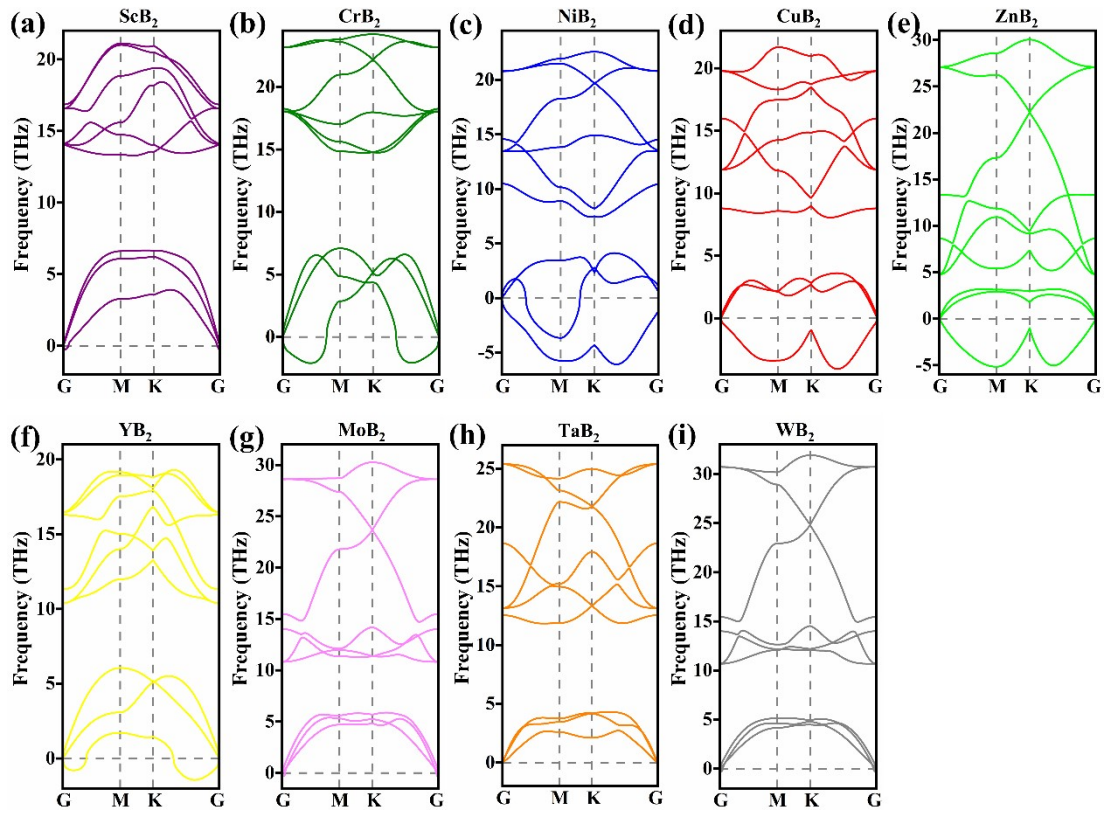 (a) ScB2
Frequency (THz)
20
15
10
5
0
G M K G
(b) CrB2
Frequency (THz)
20
15
10
5
0
G M K G
(c) NiB2
Frequency (THz)
20
15
10
5
0
-5
G M K G
(d) CuB2
Frequency (THz)
20
15
10
5
0
G M K G
(e) ZnB2
Frequency (THz)
30
25
20
15
10
5
0
-5
G M K G
(f) YB2
Frequency (THz)
20
15
10
5
0
G M K G
(g) MoB2
Frequency (THz)
30
25
20
15
10
5
0
G M K G
(h) TaB2
Frequency (THz)
25
20
15
10
5
0
G M K G
(i) WB2
Frequency (THz)
30
25
20
15
10
5
0
G M K G